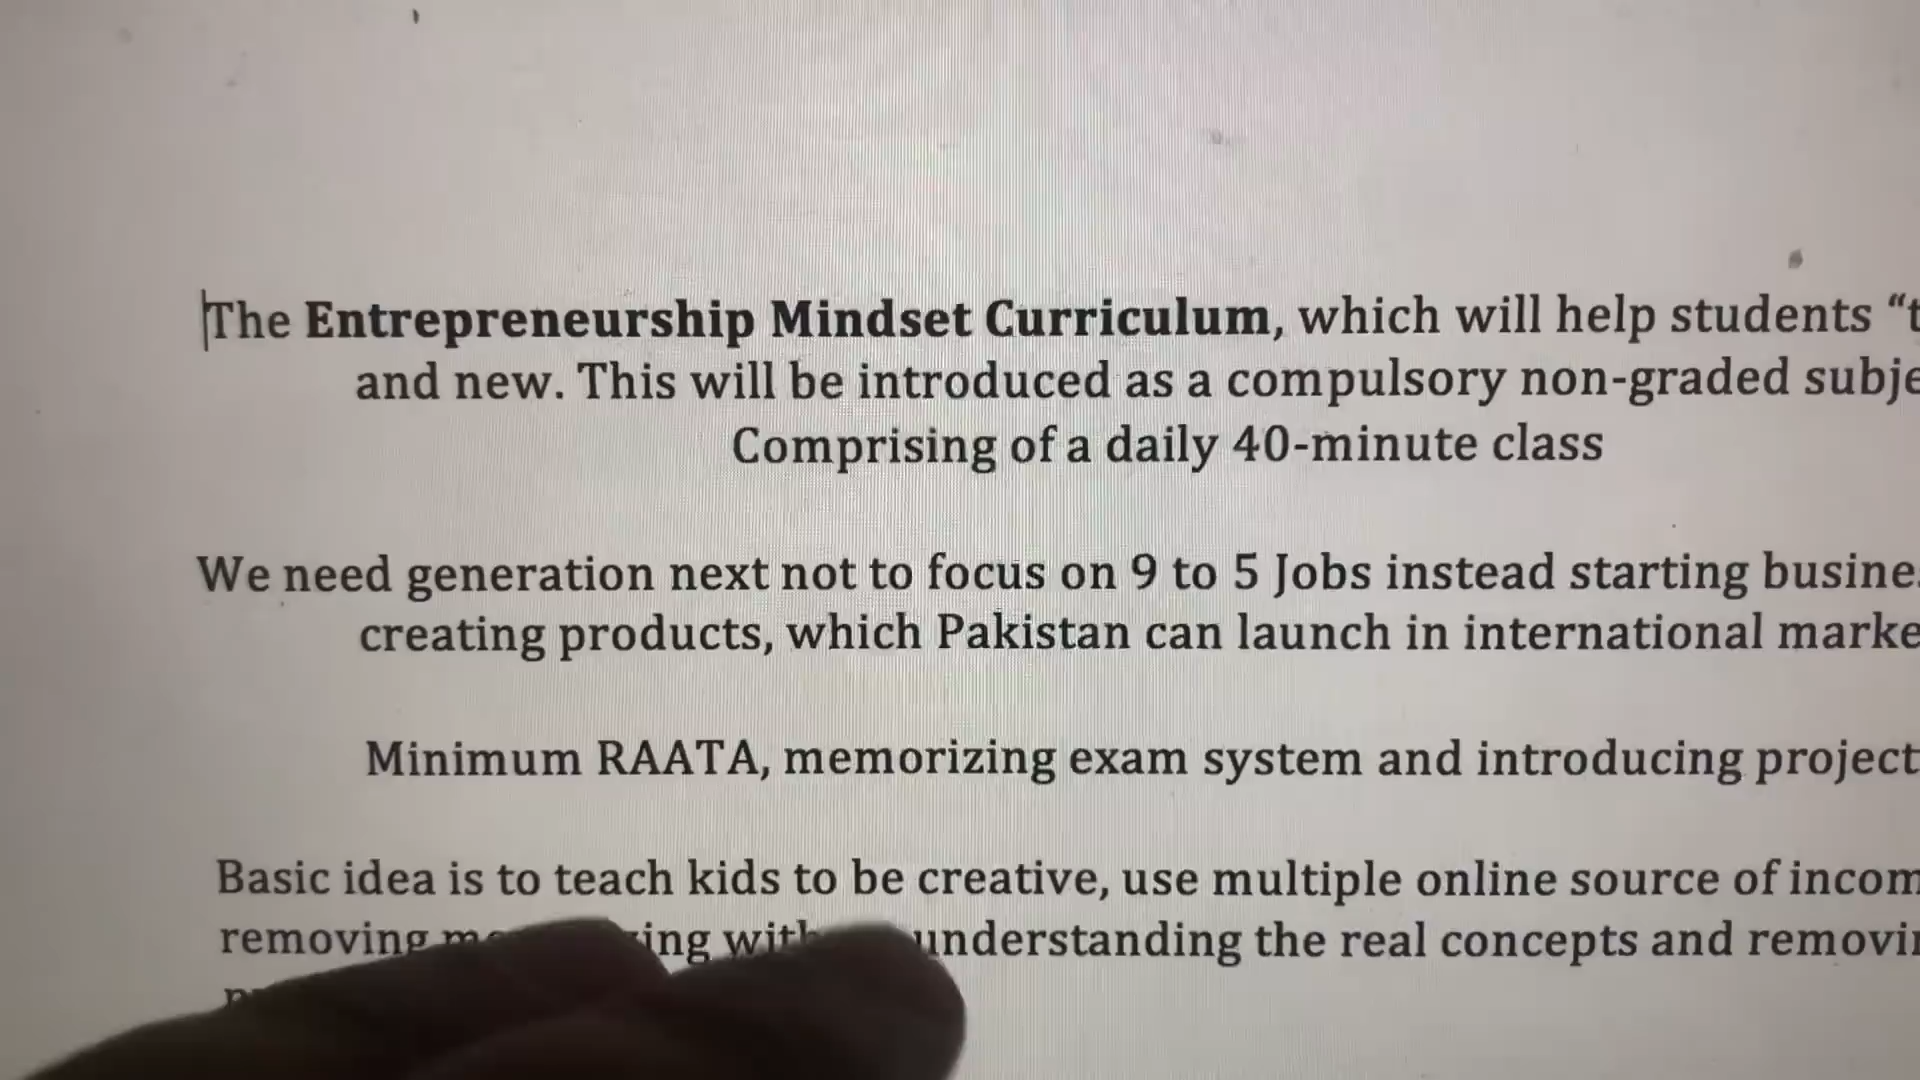 The Entrepreneurship Mindset Curriculum, which will help students
and new. This will be introduced as a compulsory non-graded
Comprising of a daily 40-minute class
We need generation next not to focus on 9 to 5 Jobs instead starting
creating products, which Pakistan can launch in international
Minimum RAATA, memorizing exam system and introducing project
Basic idea is to teach kids to be creative, use multiple online source of
removing understanding the real concepts and